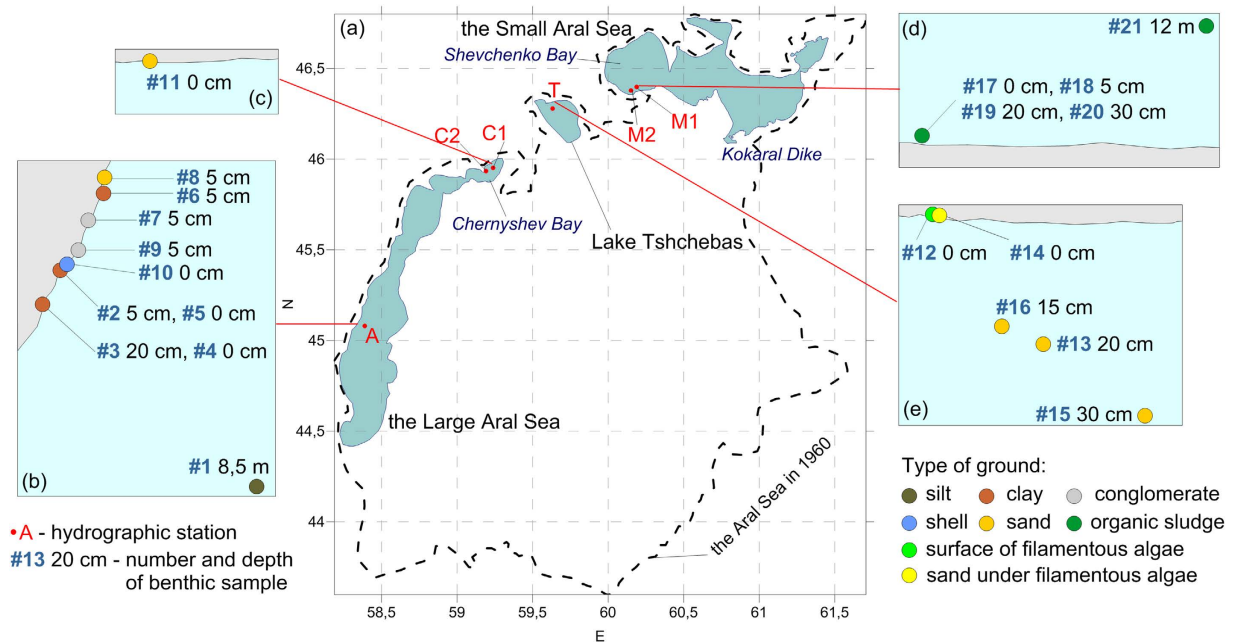 (a)
the Small Aral Sea
Shevchenko Bay
T
M2
M1
Kokaral Dike
C2
C1
Chernyshev Bay
Lake Tshchebas
A
the Large Aral Sea
the Aral Sea in 1960
46,5
46
45,5
45
44,5
44
N
58,5
59
59,5
60
60,5
61
61,5
E
#11 0 cm
(c)
#8 5 cm
#6 5 cm
#7 5 cm
#9 5 cm
#10 0 cm
#2 5 cm, #5 0 cm
#3 20 cm, #4 0 cm
#1 8,5 m
(b)
A - hydrographic station
#13 20 cm - number and depth
of benthic sample
(d)
#21 12 m
#17 0 cm, #18 5 cm
#19 20 cm, #20 30 cm
#12 0 cm
#14 0 cm
#16 15 cm
#13 20 cm
#15 30 cm
(e)
Type of ground:
silt
clay
conglomerate
shell
sand
organic sludge
surface of filamentous algae
sand under filamentous algae